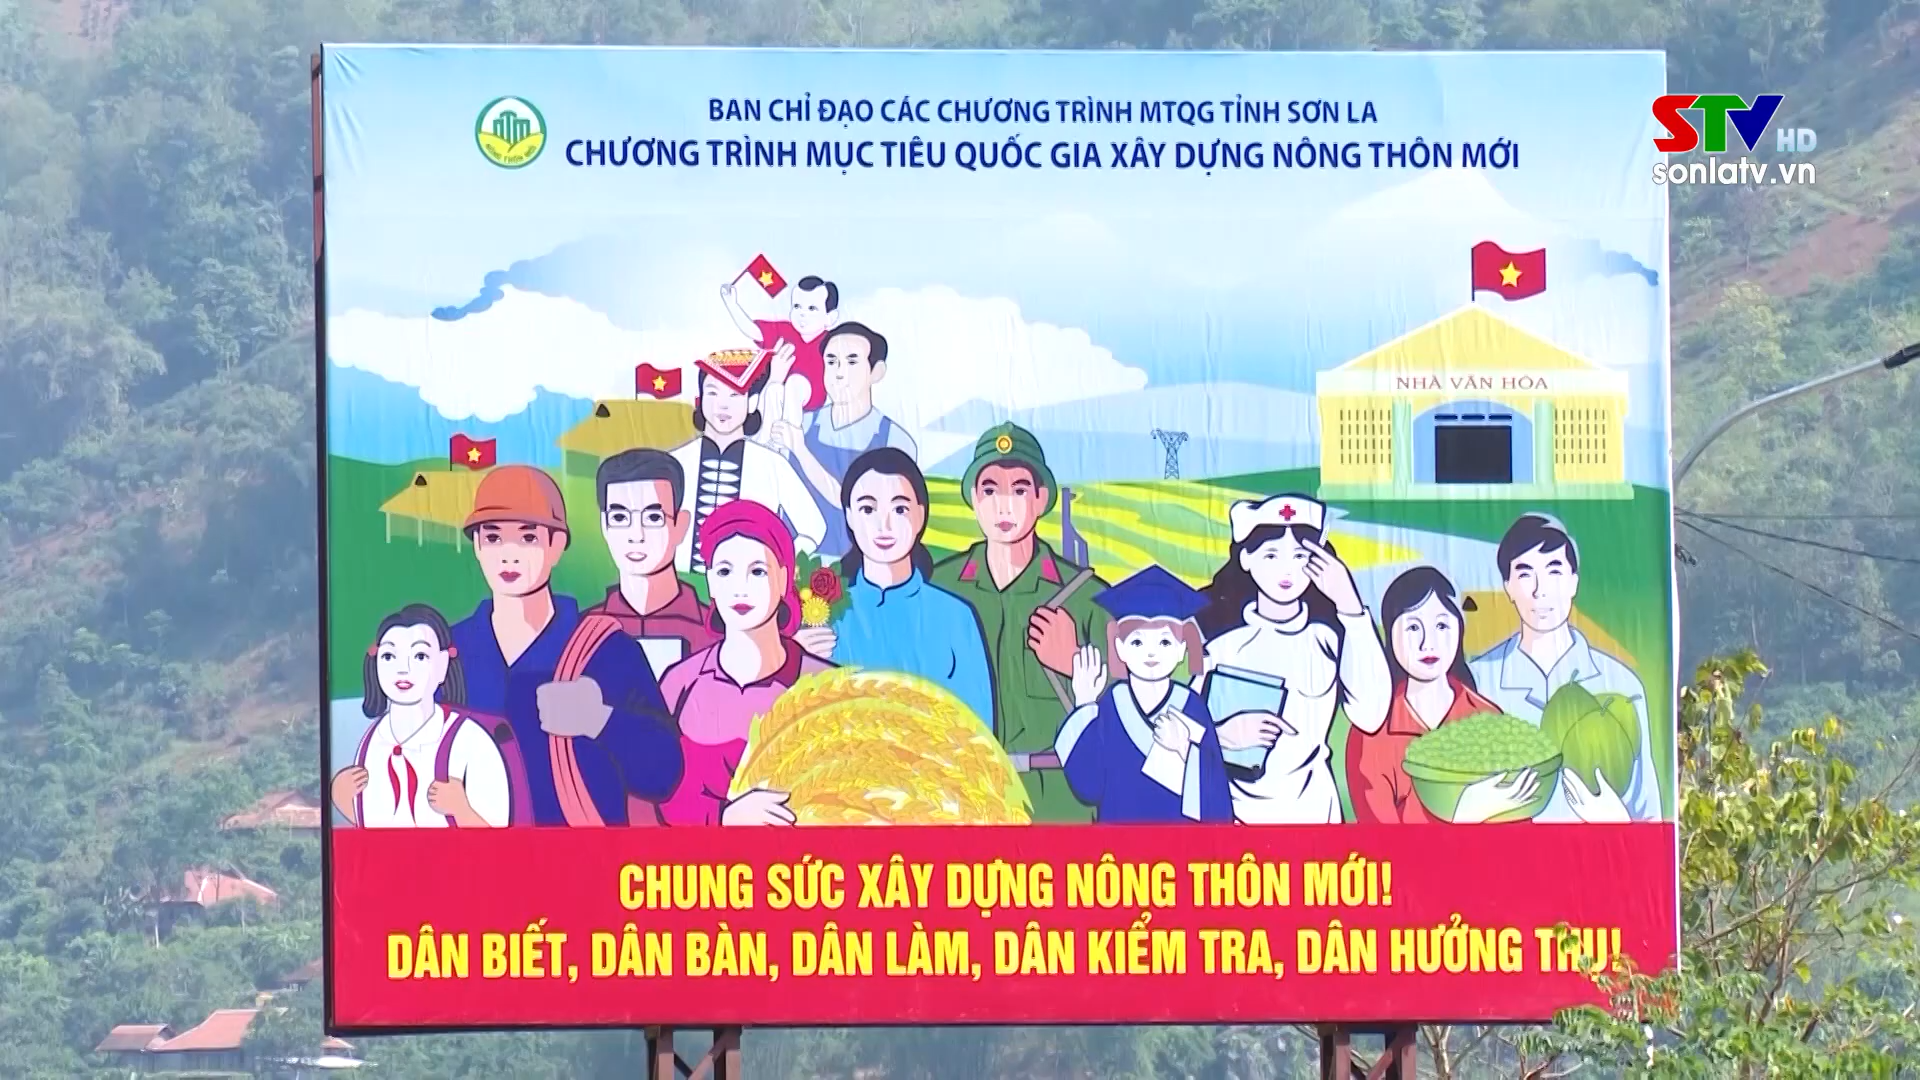 BAN CHỈ ĐẠO CÁC CHƯƠNG TRÌNH MTQG TỈNH SƠN LA
CHƯƠNG TRÌNH MỤC TIÊU QUỐC GIA XÂY DỰNG NÔNG THÔN MỚI
STV HD
sonlatv.vn
NHÀ VĂN HÓA
CHUNG SỨC XÂY DỰNG NÔNG THÔN MỚI!
DÂN BIẾT, DÂN BÀN, DÂN LÀM, DÂN KIỂM TRA, DÂN HƯỞNG THỤ!